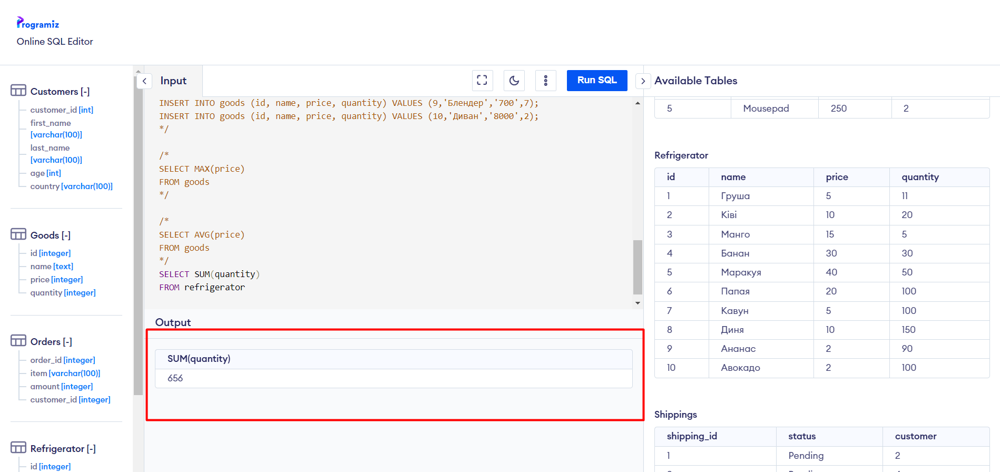 Programiz
Online SQL Editor
Customers [-]
customer_id [int]
first_name
[varchar(100)]
last_name
[varchar(100)]
age [int]
country [varchar(100)]
Goods [-]
id [integer]
name [text]
price [integer]
quantity [integer]
Orders [-]
order_id [integer]
item [varchar(100)]
amount [integer]
customer_id [integer]
Refrigerator [-]
id [integer]
Input
Run SQL
INSERT INTO goods (id, name, price, quantity) VALUES (9,'Блендер','700',7);
INSERT INTO goods (id, name, price, quantity) VALUES (10,'Диван','8000',2);
*/
/*
SELECT MAX(price)
FROM goods
*/
/*
SELECT AVG(price)
FROM goods
*/
SELECT SUM(quantity)
FROM refrigerator
Output
SUM(quantity)
656
Available Tables
5 Mousepad 250 2
Refrigerator
id name price quantity
1 Груша 5 11
2 Ківі 10 20
3 Манго 15 5
4 Банан 30 30
5 Маракуя 40 50
6 Папая 20 100
7 Кавун 5 100
8 Диня 10 150
9 Ананас 2 90
10 Авокадо 2 100
Shippings
shipping_id status customer
1 Pending 2